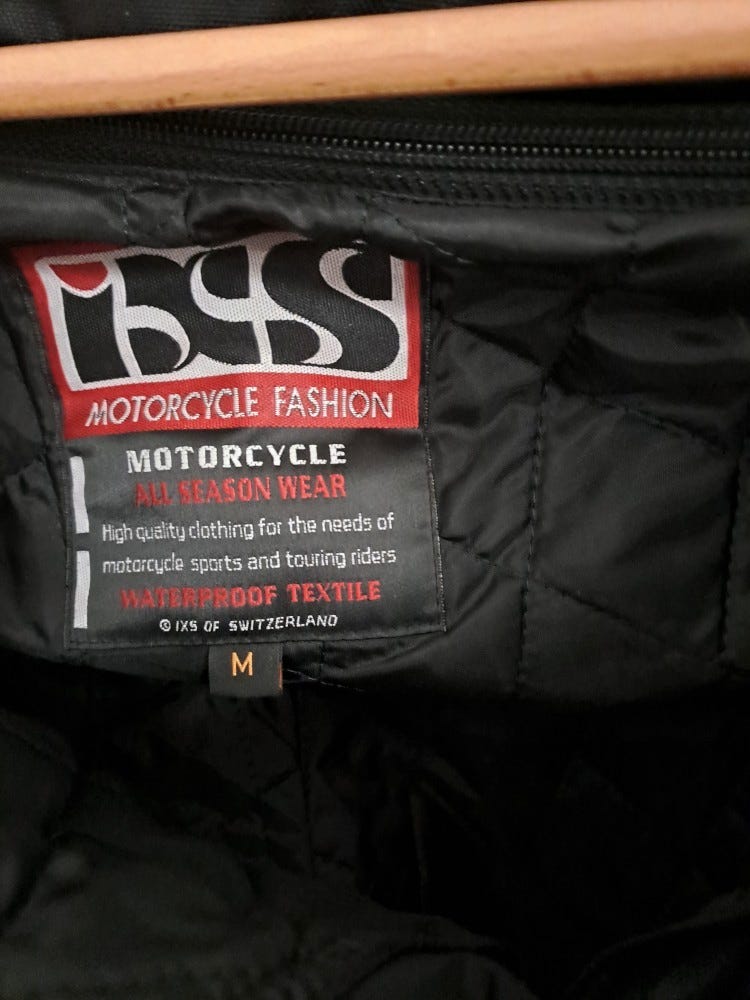 iXS
MOTORCYCLE FASHION
MOTORCYCLE
ALL SEASON WEAR
High quality clothing for the needs of
motorcycle sports and touring riders
WATERPROOF TEXTILE
© IXS OF SWITZERLAND
M